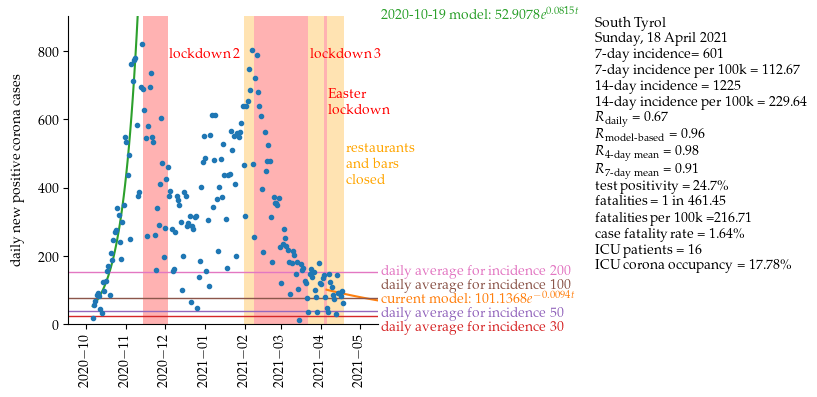 2020-10-19 model: 52.9078e^0.0815t
South Tyrol
Sunday, 18 April 2021
7-day incidence= 601
7-day incidence per 100k = 112.67
14-day incidence = 1225
14-day incidence per 100k = 229.64
R_daily = 0.67
R_model-based = 0.96
R_4-day mean = 0.98
R_7-day mean = 0.91
test positivity = 24.7%
fatalities = 1 in 461.45
fatalities per 100k =216.71
case fatality rate = 1.64%
ICU patients = 16
ICU corona occupancy = 17.78%
daily new positive corona cases
800
600
400
200
0
lockdown 2
lockdown 3
Easter
lockdown
restaurants
and bars
closed
daily average for incidence 200
daily average for incidence 100
current model: 101.1368e^−0.0094t
daily average for incidence 50
daily average for incidence 30
2020−10
2020−11
2020−12
2021−01
2021−02
2021−03
2021−04
2021−05